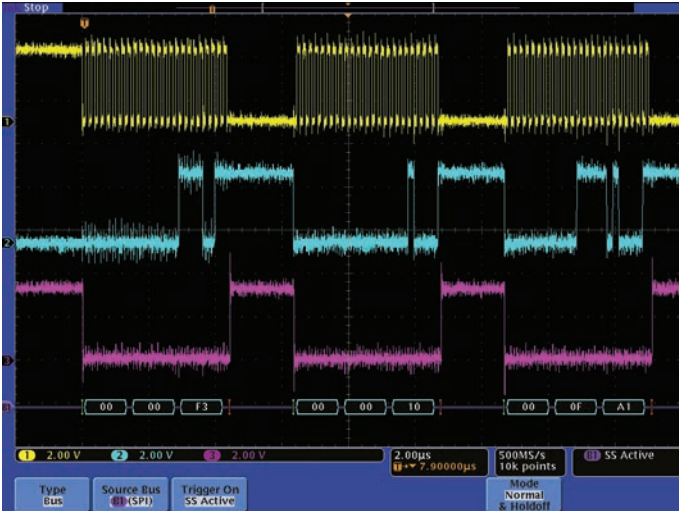 Stop
T
1
2
3
B1
00 00 F3 00 00 10 00 0F A1
1 2.00 V 2 2.00 V 3 2.00 V
2.00µs
T→▼ 7.90000µs
500MS/s
10k points
B1 SS Active
Type
Bus
Source Bus
B1 (SPI)
Trigger On
SS Active
Mode
Normal
& Holdoff